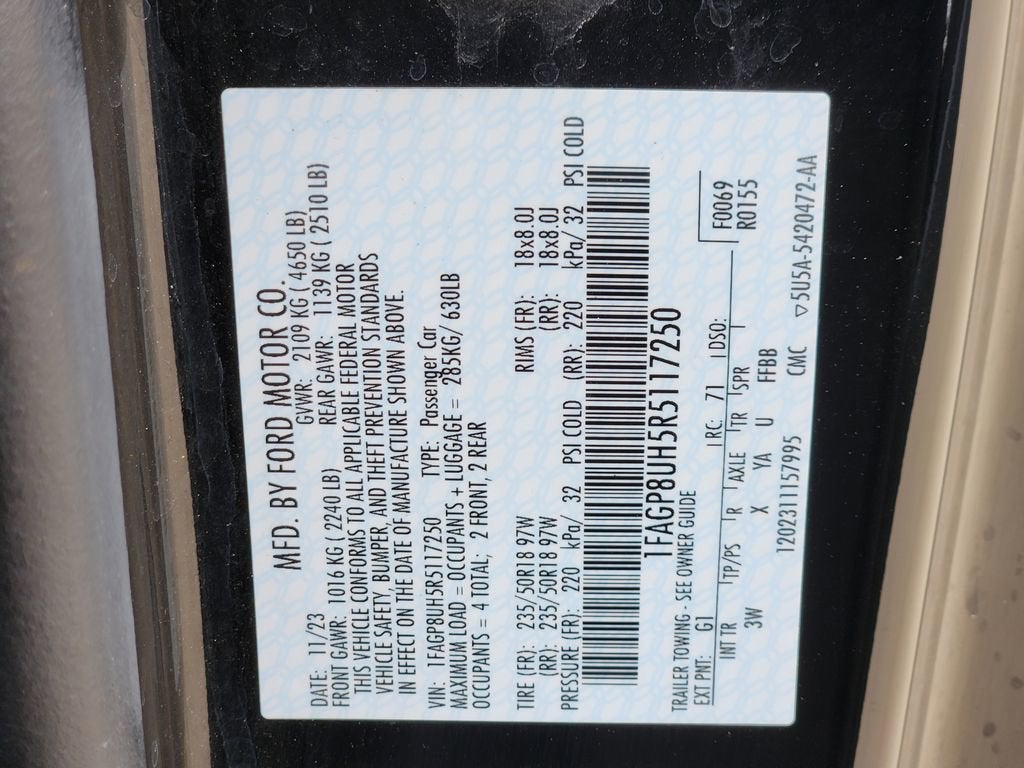 MFD. BY FORD MOTOR CO.
DATE: 11/23 GVWR: 2109 KG ( 4650 LB)
FRONT GAWR: 1016 KG ( 2240 LB) REAR GAWR: 1139 KG ( 2510 LB)
THIS VEHICLE CONFORMS TO ALL APPLICABLE FEDERAL MOTOR
VEHICLE SAFETY, BUMPER, AND THEFT PREVENTION STANDARDS
IN EFFECT ON THE DATE OF MANUFACTURE SHOWN ABOVE.
VIN: 1FAGP8UH5R5117250 TYPE: Passenger Car
MAXIMUM LOAD = OCCUPANTS + LUGGAGE = 285KG/ 630LB
OCCUPANTS = 4 TOTAL; 2 FRONT, 2 REAR
TIRE (FR): 235/50R18 97W RIMS (FR): 18x8.0J
(RR): 235/50R18 97W (RR): 18x8.0J
PRESSURE (FR): 220 kPa/ 32 PSI COLD (RR): 220 kPa/ 32 PSI COLD
1FAGP8UH5R5117250
TRAILER TOWING - SEE OWNER GUIDE F0069
EXT PNT: G1 RC: 71 DSO: R0155
INT TR TP/PS R AXLE TR SPR
3W X YA U FFBB
1202311157995 CMC ▽5U5A-5420472-AA